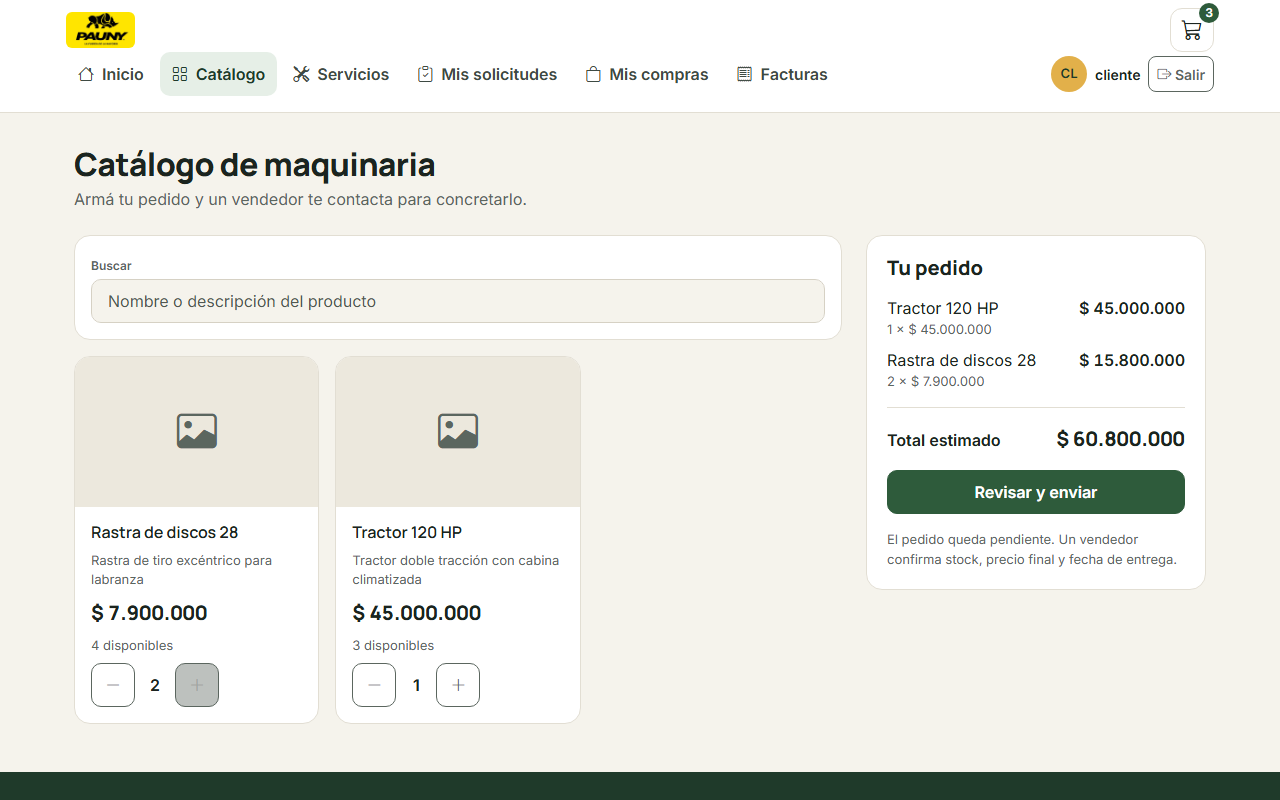 PAUNY
3
Inicio
Catálogo
Servicios
Mis solicitudes
Mis compras
Facturas
CL
cliente
Salir
Catálogo de maquinaria
Armá tu pedido y un vendedor te contacta para concretarlo.
Buscar
Nombre o descripción del producto
Rastra de discos 28
Rastra de tiro excéntrico para
labranza
$ 7.900.000
4 disponibles
− 2 +
Tractor 120 HP
Tractor doble tracción con cabina
climatizada
$ 45.000.000
3 disponibles
− 1 +
Tu pedido
Tractor 120 HP $ 45.000.000
1 × $ 45.000.000
Rastra de discos 28 $ 15.800.000
2 × $ 7.900.000
Total estimado $ 60.800.000
Revisar y enviar
El pedido queda pendiente. Un vendedor
confirma stock, precio final y fecha de entrega.